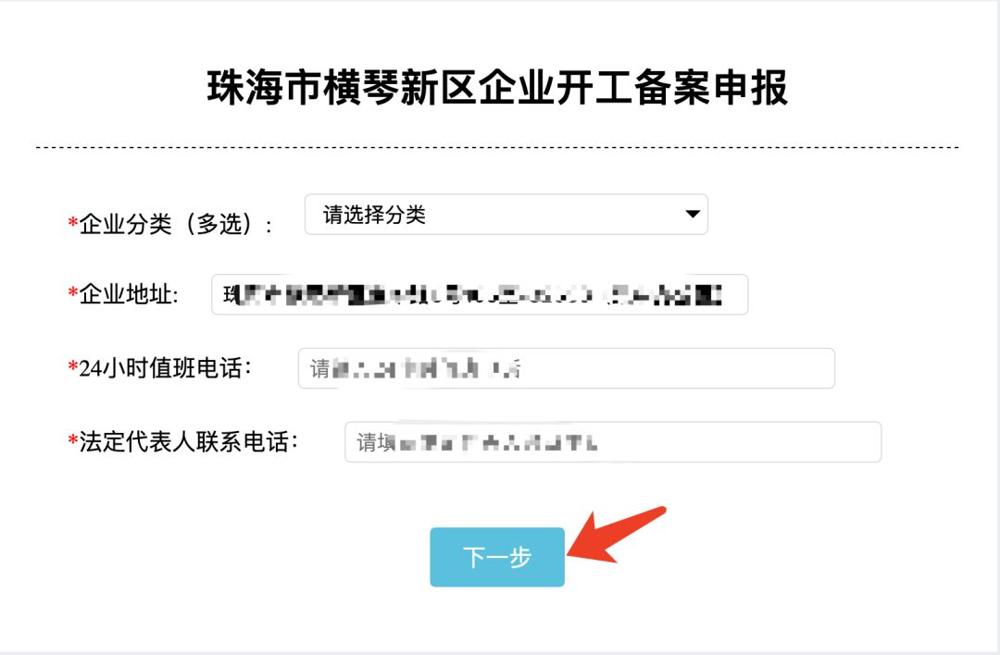 珠海市横琴新区企业开工备案申报
*企业分类（多选）:
请选择分类
*企业地址:
珠
*24小时值班电话:
请
*法定代表人联系电话:
请填
下一步